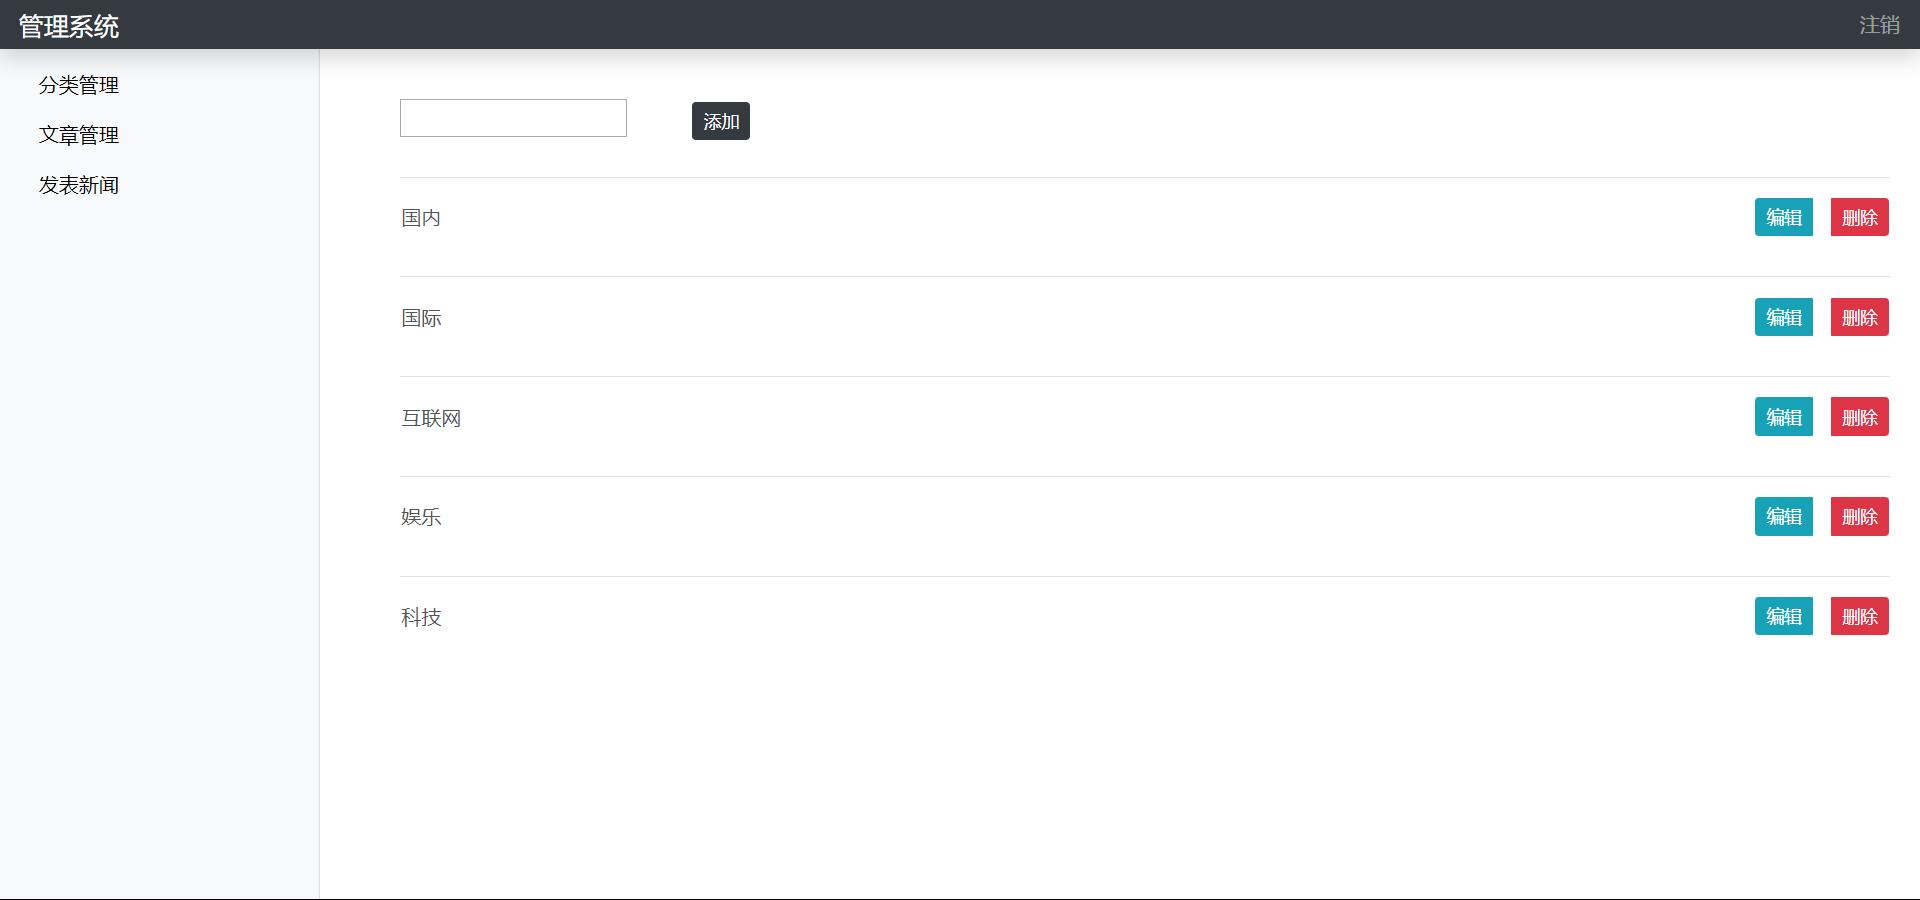 管理系统 注销
分类管理
文章管理
发表新闻
添加
国内 编辑 删除
国际 编辑 删除
互联网 编辑 删除
娱乐 编辑 删除
科技 编辑 删除